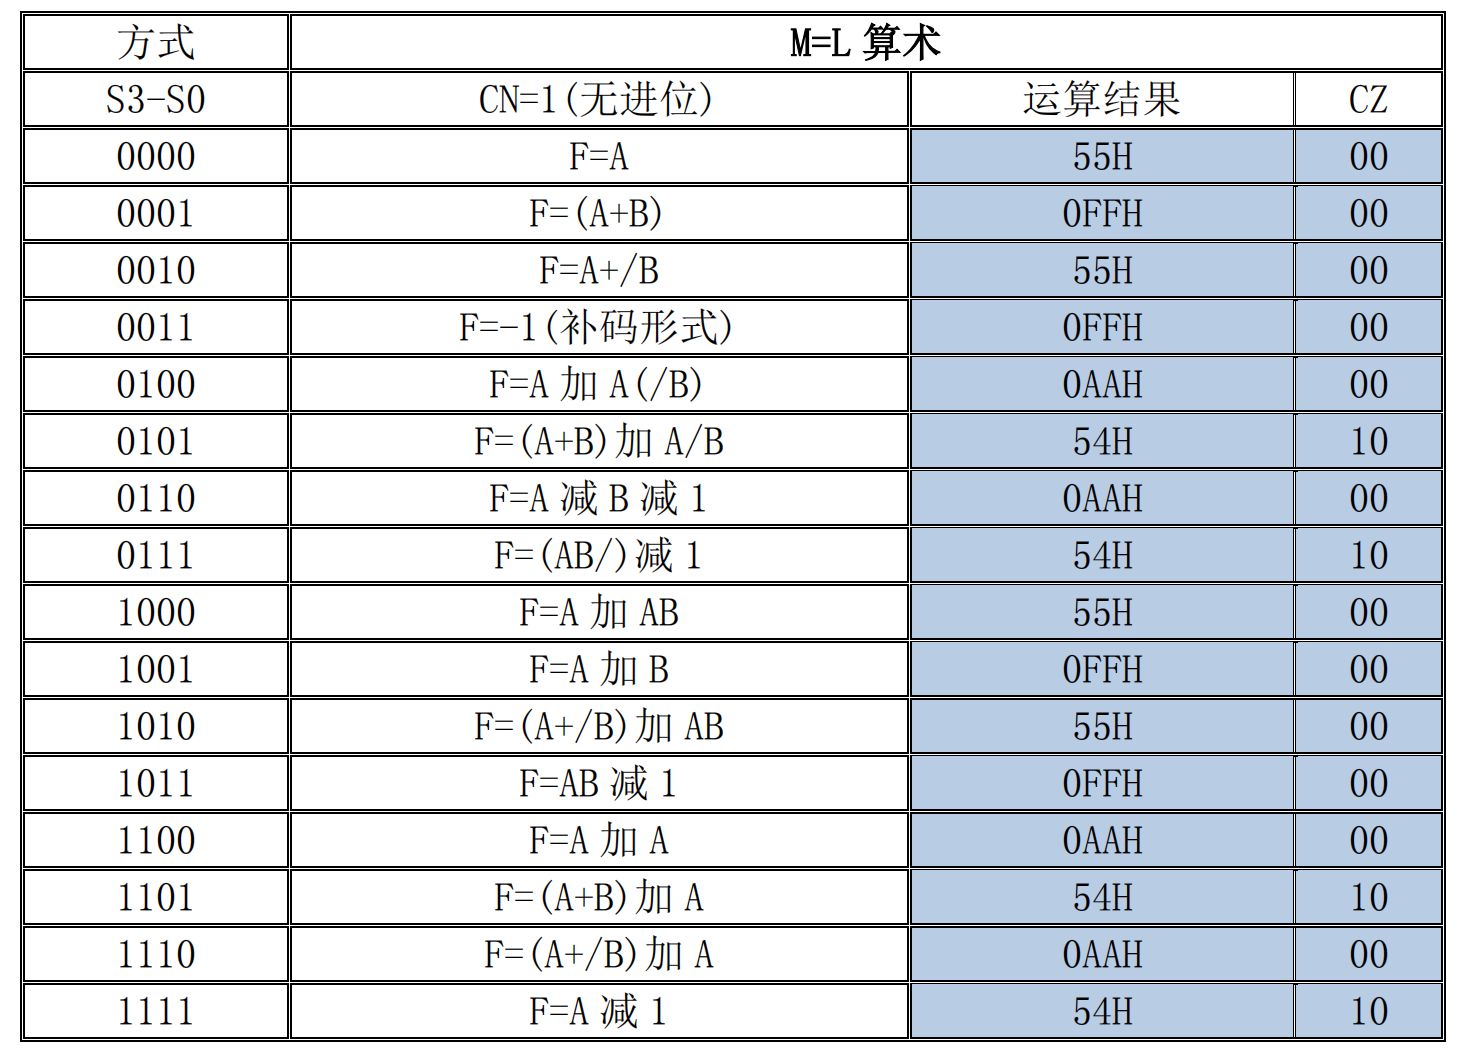 方式 M=L 算术
S3-S0 CN=1(无进位) 运算结果 CZ
0000 F=A 55H 00
0001 F=(A+B) 0FFH 00
0010 F=A+/B 55H 00
0011 F=-1(补码形式) 0FFH 00
0100 F=A 加 A(/B) 0AAH 00
0101 F=(A+B)加 A/B 54H 10
0110 F=A 减 B 减 1 0AAH 00
0111 F=(AB/)减 1 54H 10
1000 F=A 加 AB 55H 00
1001 F=A 加 B 0FFH 00
1010 F=(A+/B)加 AB 55H 00
1011 F=AB 减 1 0FFH 00
1100 F=A 加 A 0AAH 00
1101 F=(A+B)加 A 54H 10
1110 F=(A+/B)加 A 0AAH 00
1111 F=A 减 1 54H 10